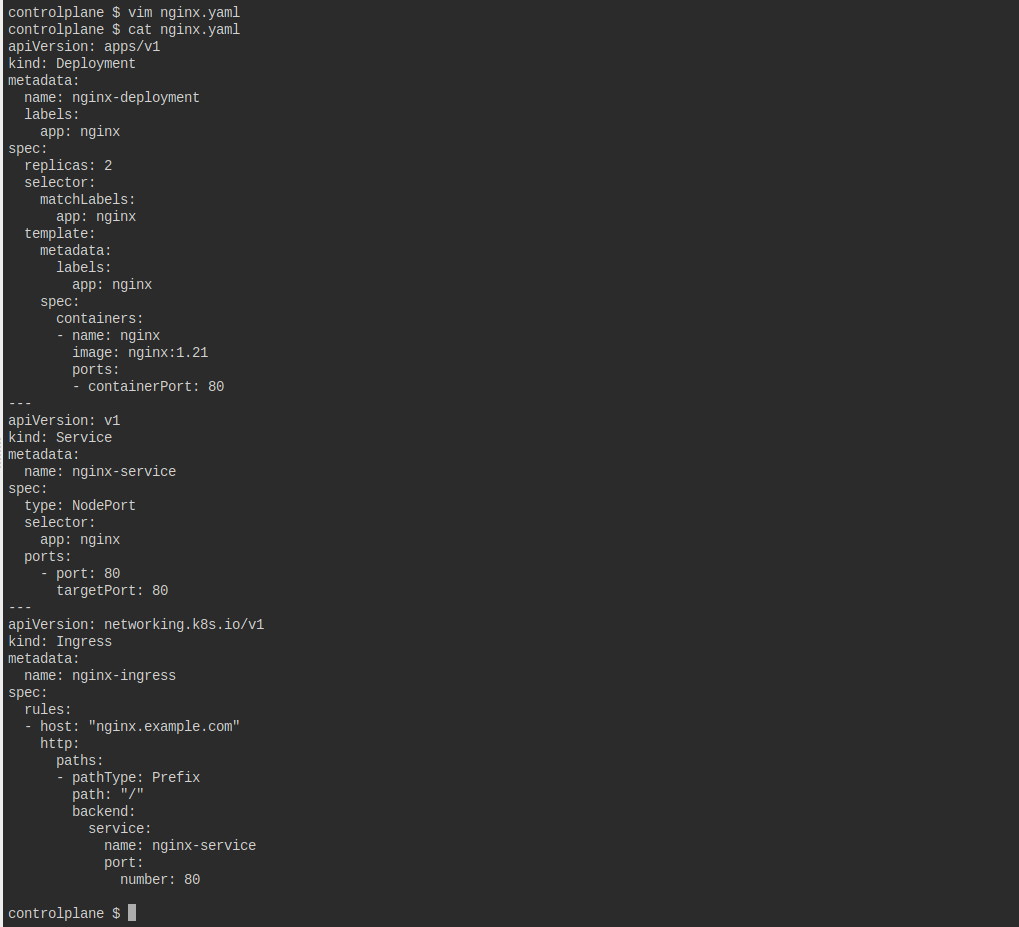 controlplane $ vim nginx.yaml
controlplane $ cat nginx.yaml
apiVersion: apps/v1
kind: Deployment
metadata:
  name: nginx-deployment
  labels:
    app: nginx
spec:
  replicas: 2
  selector:
    matchLabels:
      app: nginx
  template:
    metadata:
      labels:
        app: nginx
    spec:
      containers:
      - name: nginx
        image: nginx:1.21
        ports:
        - containerPort: 80
---
apiVersion: v1
kind: Service
metadata:
  name: nginx-service
spec:
  type: NodePort
  selector:
    app: nginx
  ports:
    - port: 80
      targetPort: 80
---
apiVersion: networking.k8s.io/v1
kind: Ingress
metadata:
  name: nginx-ingress
spec:
  rules:
  - host: "nginx.example.com"
    http:
      paths:
      - pathType: Prefix
        path: "/"
        backend:
          service:
            name: nginx-service
            port:
              number: 80

controlplane $